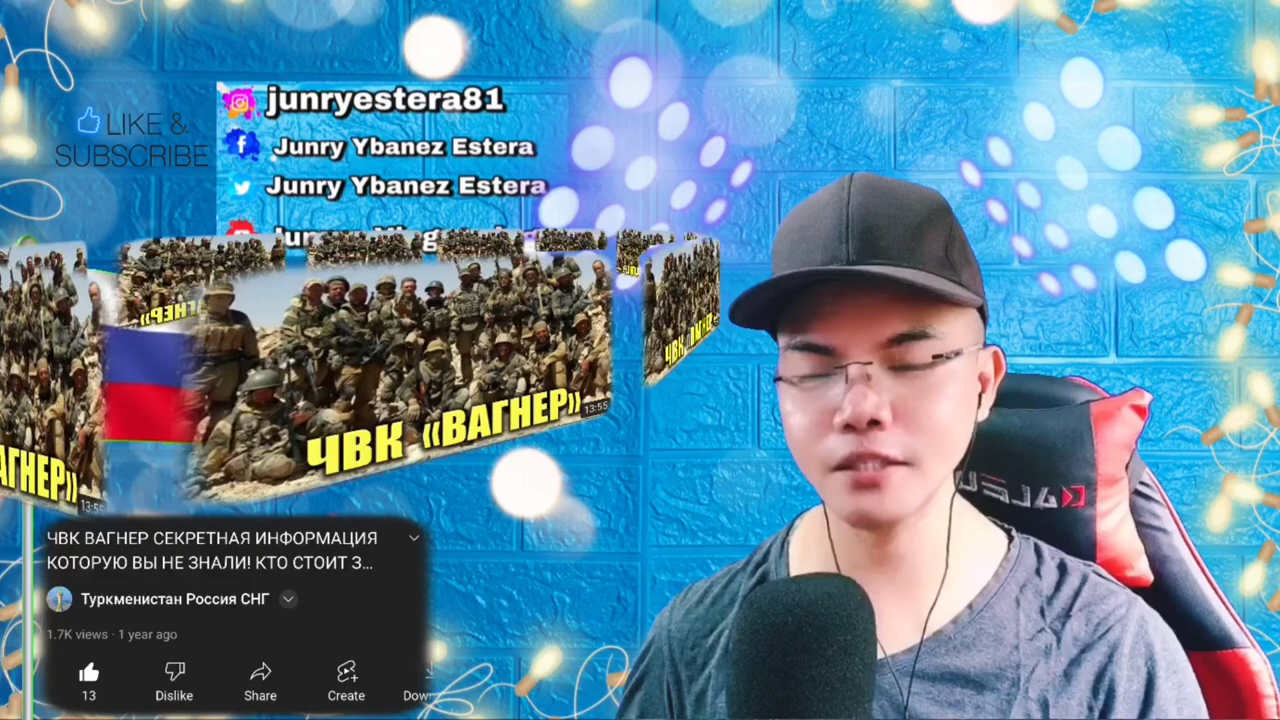 LIKE &
SUBSCRIBE
junryestera81
Junry Ybanez Estera
Junry Ybanez Estera
ЧВК «ВАГНЕР»
13:55
ЧВК ВАГНЕР СЕКРЕТНАЯ ИНФОРМАЦИЯ
КОТОРУЮ ВЫ НЕ ЗНАЛИ! КТО СТОИТ З...
Туркменистан Россия СНГ
1.7K views · 1 year ago
13
Dislike
Share
Create